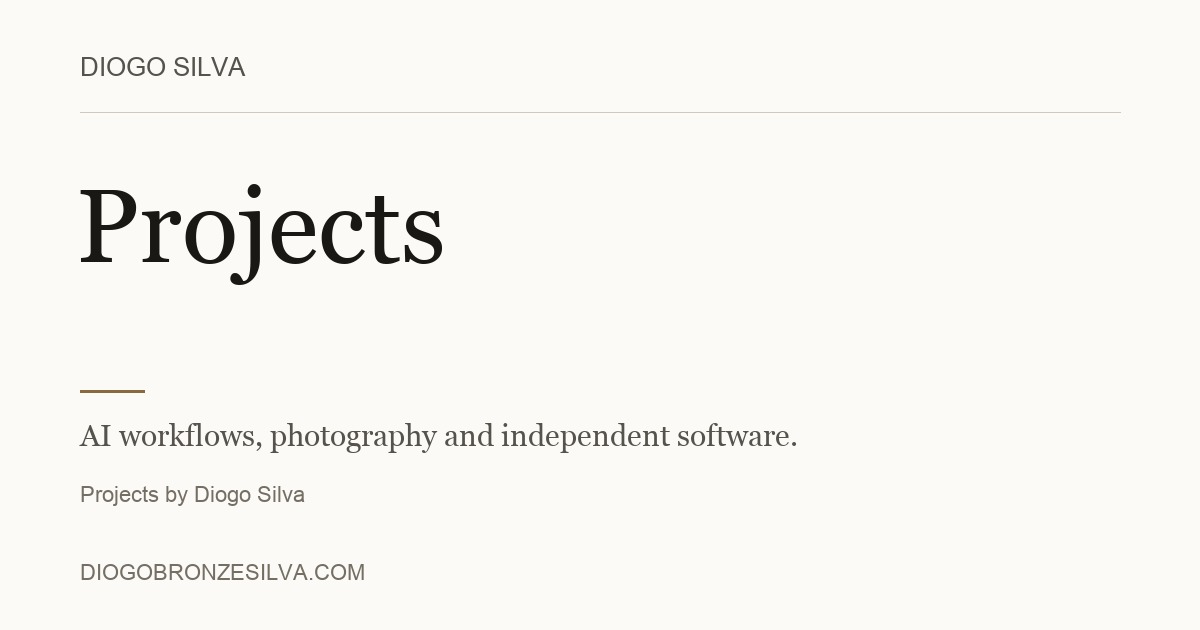 DIOGO SILVA
Projects
AI workflows, photography and independent software.
Projects by Diogo Silva
DIOGOBRONZESILVA.COM